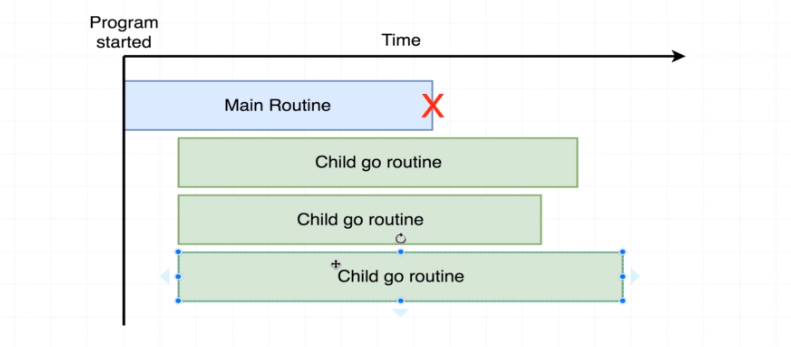 Program
started
Time
Main Routine
X
Child go routine
Child go routine
Child go routine